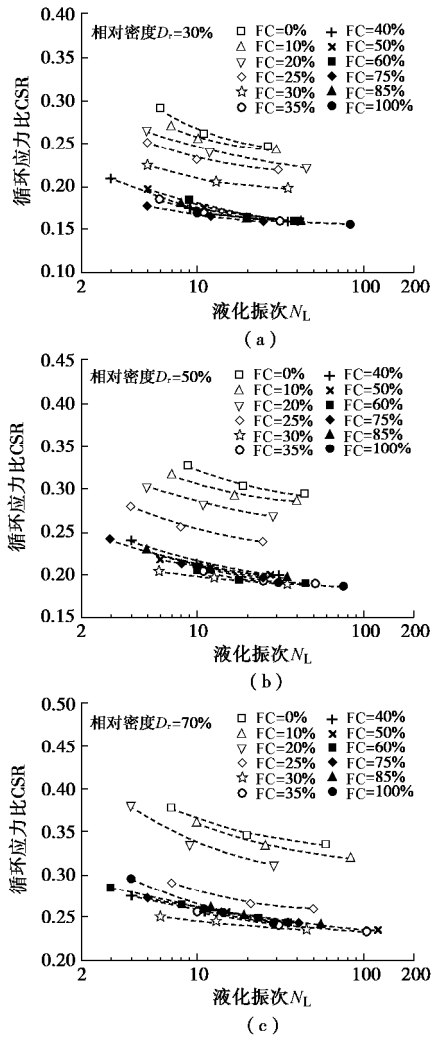 0.40
相对密度Dᵣ=30%
FC=0%
FC=40%
FC=10%
FC=50%
FC=20%
FC=60%
FC=25%
FC=75%
FC=30%
FC=85%
FC=35%
FC=100%
0.35
0.30
0.25
0.20
0.15
0.10
循环应力比CSR
2
10
100
200
液化振次N_L
(a)
0.45
相对密度Dᵣ=50%
FC=0%
FC=40%
FC=10%
FC=50%
FC=20%
FC=60%
FC=25%
FC=75%
FC=30%
FC=85%
FC=35%
FC=100%
0.40
0.35
0.30
0.25
0.20
0.15
循环应力比CSR
2
10
100
200
液化振次N_L
(b)
0.50
相对密度Dᵣ=70%
FC=0%
FC=40%
FC=10%
FC=50%
FC=20%
FC=60%
FC=25%
FC=75%
FC=30%
FC=85%
FC=35%
FC=100%
0.45
0.40
0.35
0.30
0.25
0.20
循环应力比CSR
2
10
100
200
液化振次N_L
(c)